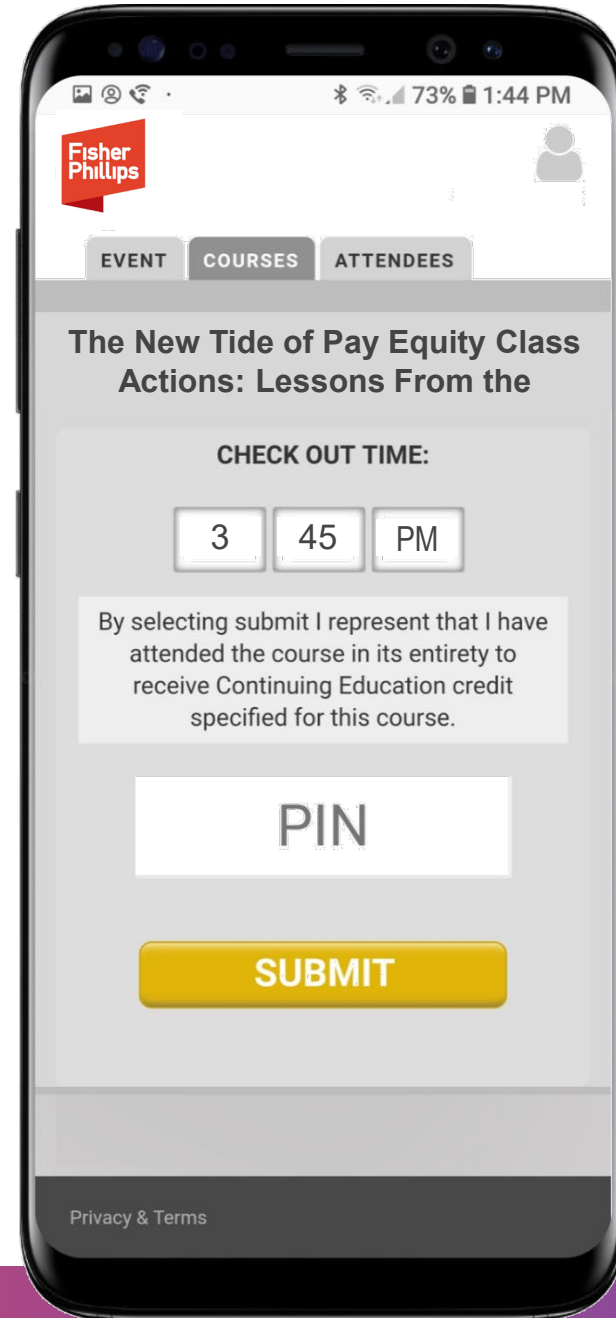 73% 1:44 PM
Fisher
Phillips
EVENT COURSES ATTENDEES
The New Tide of Pay Equity Class
Actions: Lessons From the
CHECK OUT TIME:
3 45 PM
By selecting submit I represent that I have
attended the course in its entirety to
receive Continuing Education credit
specified for this course.
PIN
SUBMIT
Privacy & Terms